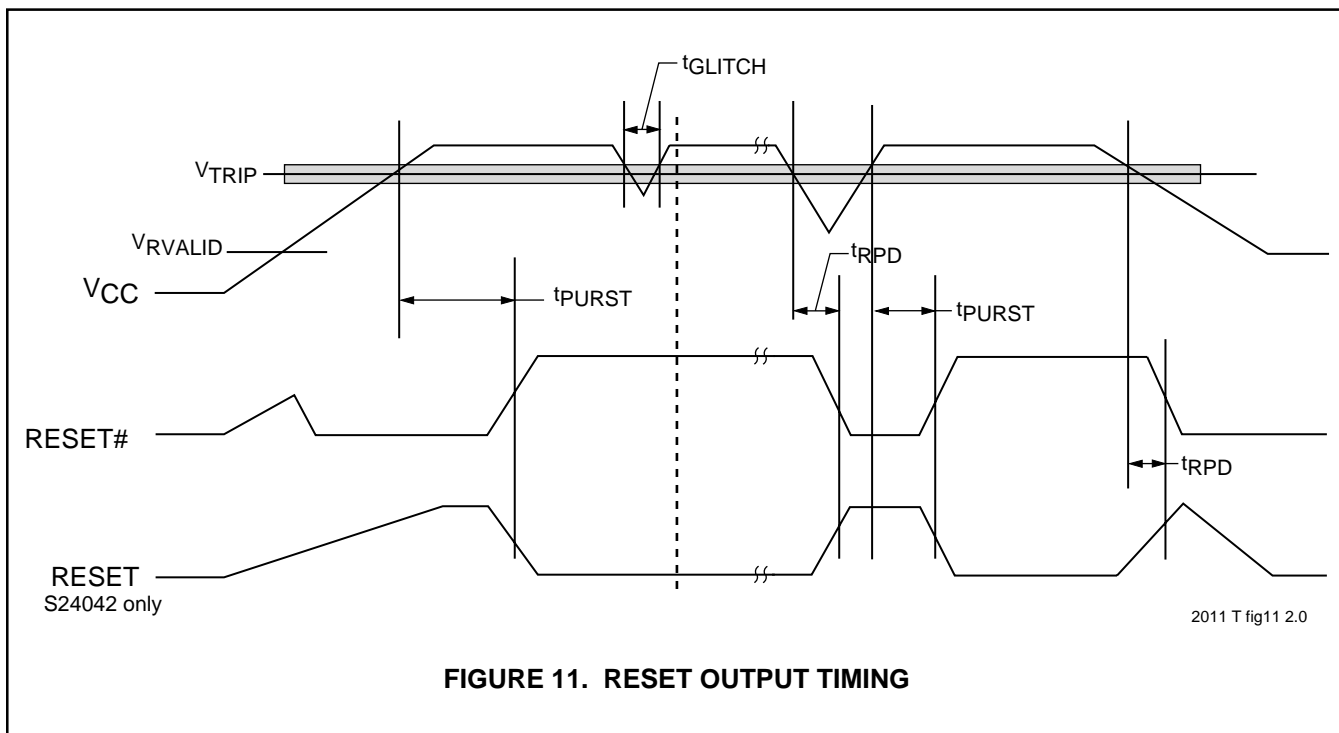 tGLITCH
VTRIP
VRVALID
tRPD
VCC
tPURST
tPURST
RESET#
tRPD
RESET
S24042 only
2011 T fig11 2.0
FIGURE 11. RESET OUTPUT TIMING